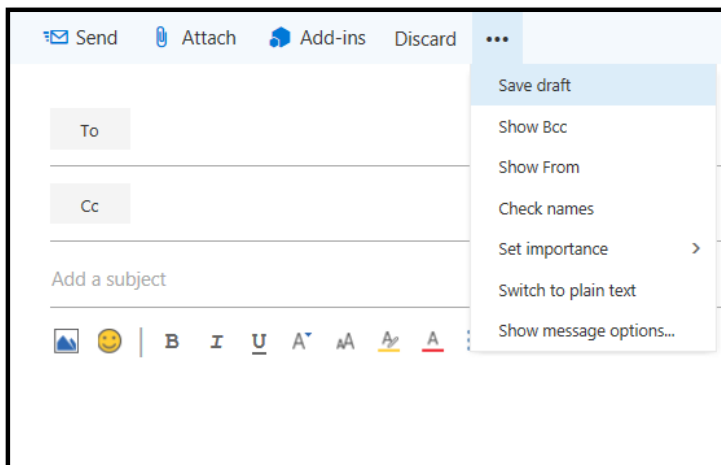 Send Attach Add-ins Discard •••
Save draft
To
Show Bcc
Show From
Cc
Check names
Set importance >
Add a subject
Switch to plain text
Show message options...
B I U A AA A A